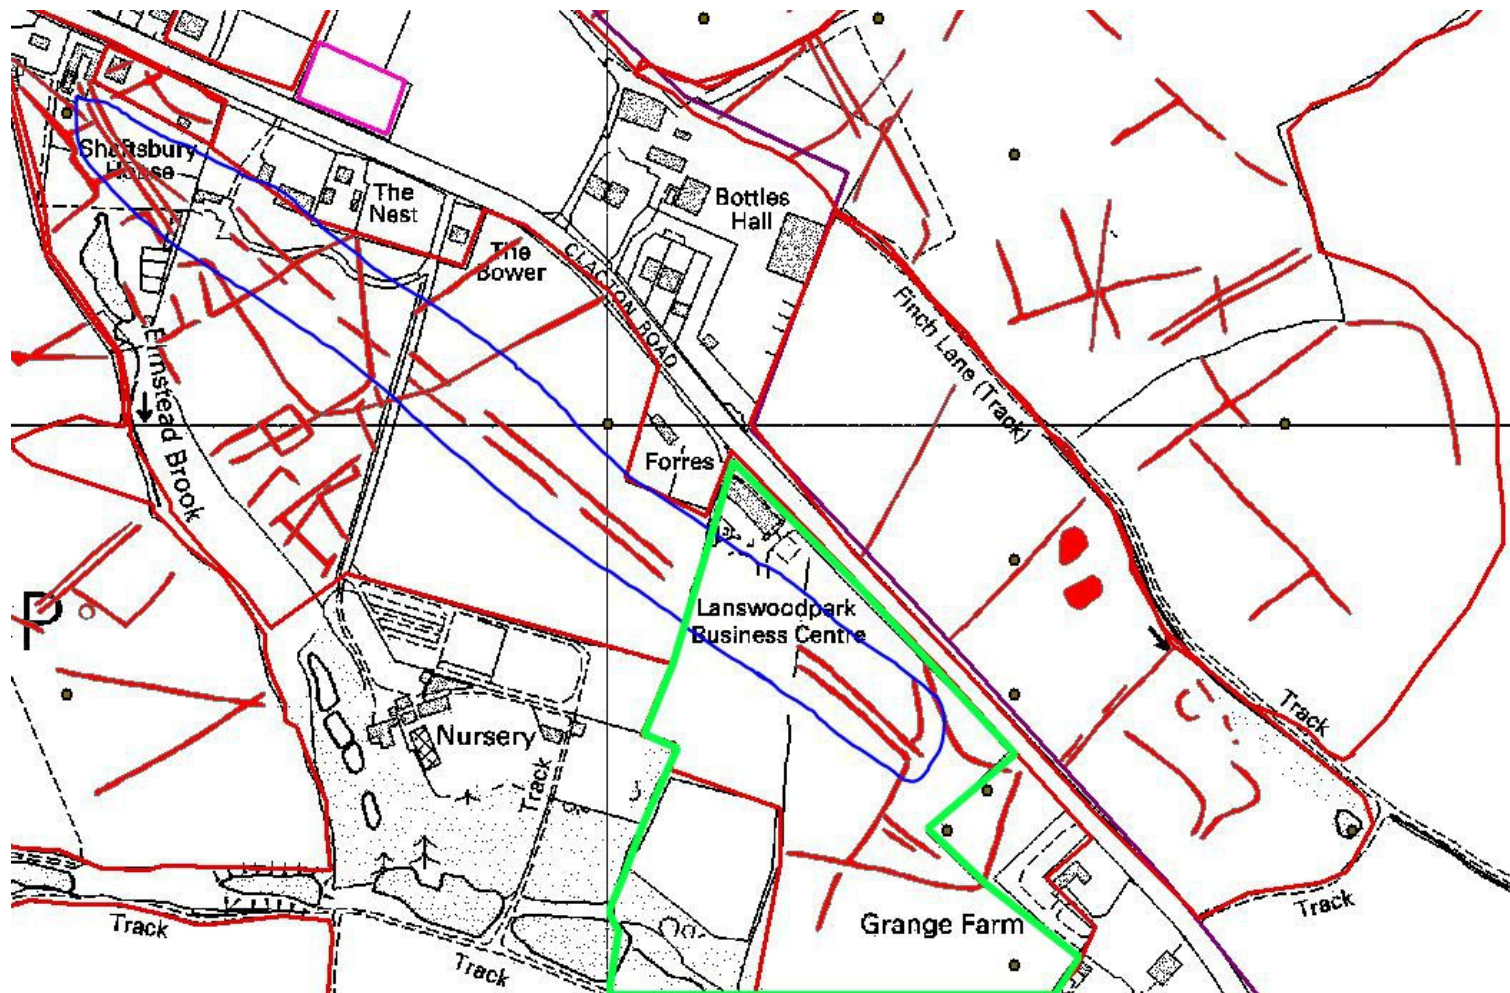 Shaftsbury
House
The
Nest
Bottles
Hall
The
Bower
CLACTON ROAD
Finch Lane (Track)
Elmstead Brook
Forres
P
Lanswoodpark
Business Centre
Nursery
Track
Track
Track
Grange Farm
Track
Track